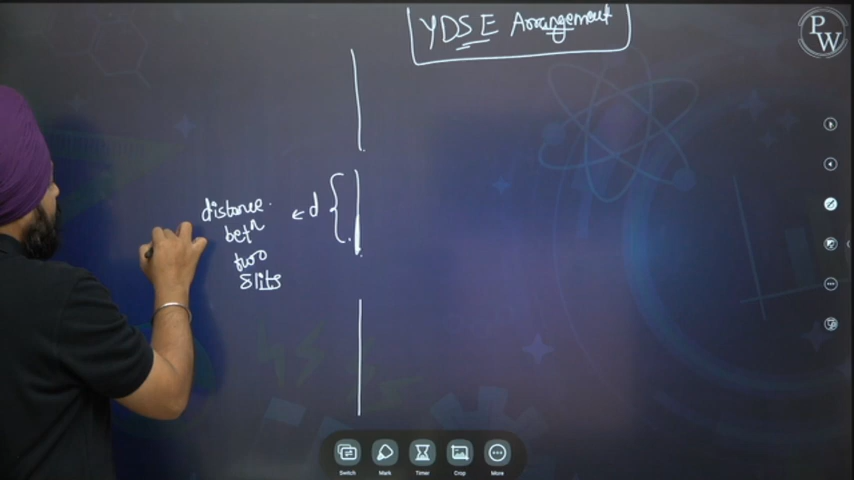 YDSE Arrangement
PW
distance
betn
two
slits
← d
Switch
Mark
Timer
Crop
More